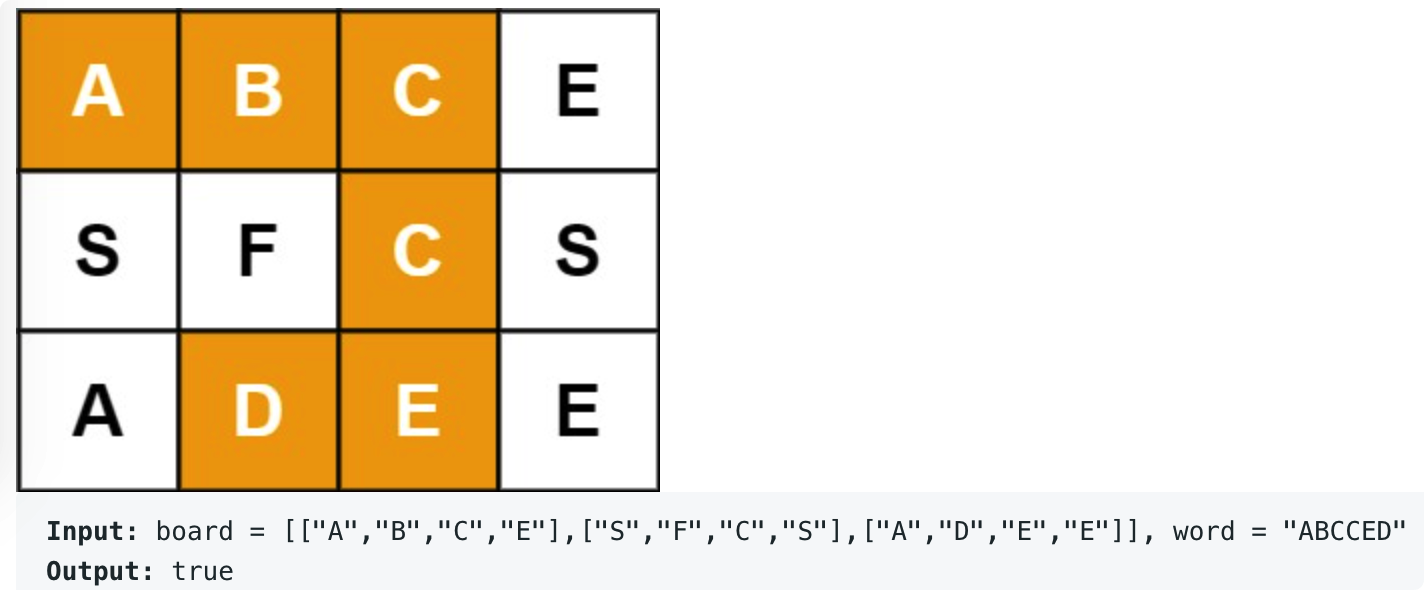 A B C E
S F C S
A D E E
Input: board = [["A","B","C","E"],["S","F","C","S"],["A","D","E","E"]], word = "ABCCED"
Output: true